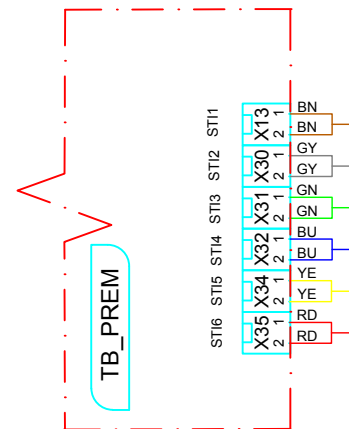 STI1 X13 1 BN
2 BN
STI2 X30 1 GY
2 GY
STI3 X31 1 GN
2 GN
STI4 X32 1 BU
2 BU
STI5 X34 1 YE
2 YE
STI6 X35 1 RD
2 RD
TB_PREM